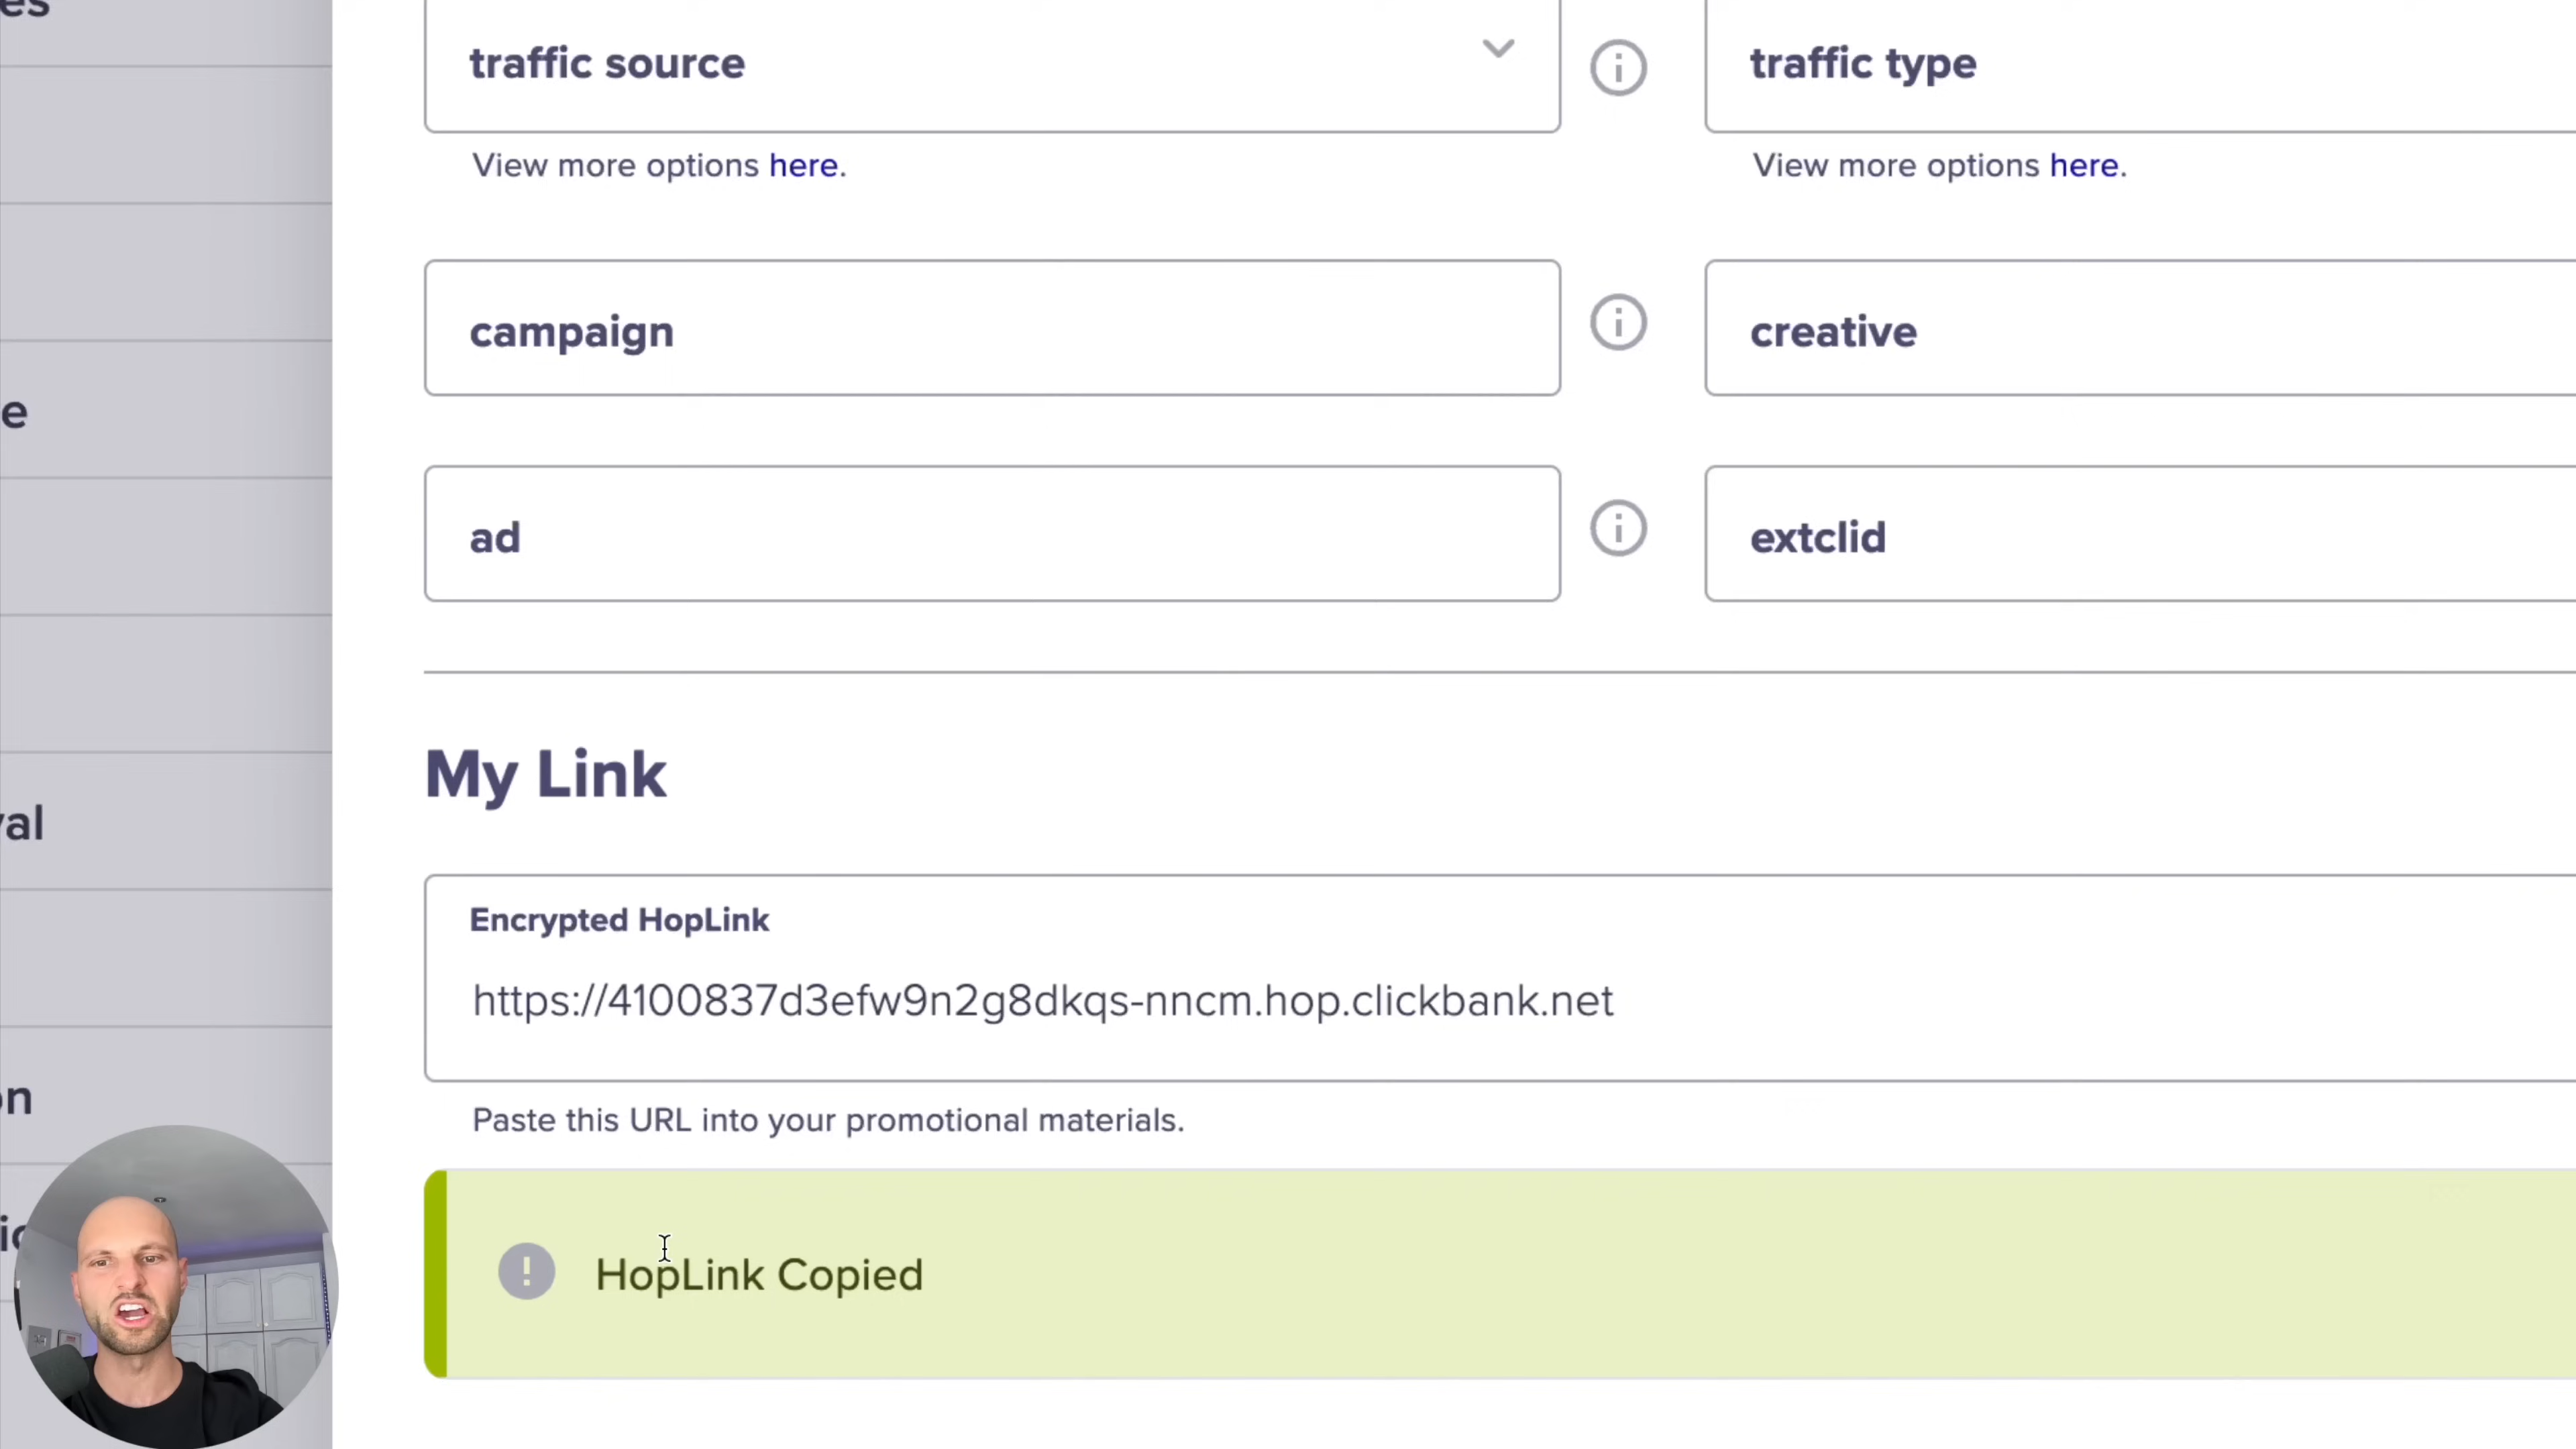 traffic source
traffic type
View more options here.
View more options here.
campaign
creative
ad
extclid
My Link
Encrypted HopLink
https://4100837d3efw9n2g8dkqs-nncm.hop.clickbank.net
Paste this URL into your promotional materials.
HopLink Copied